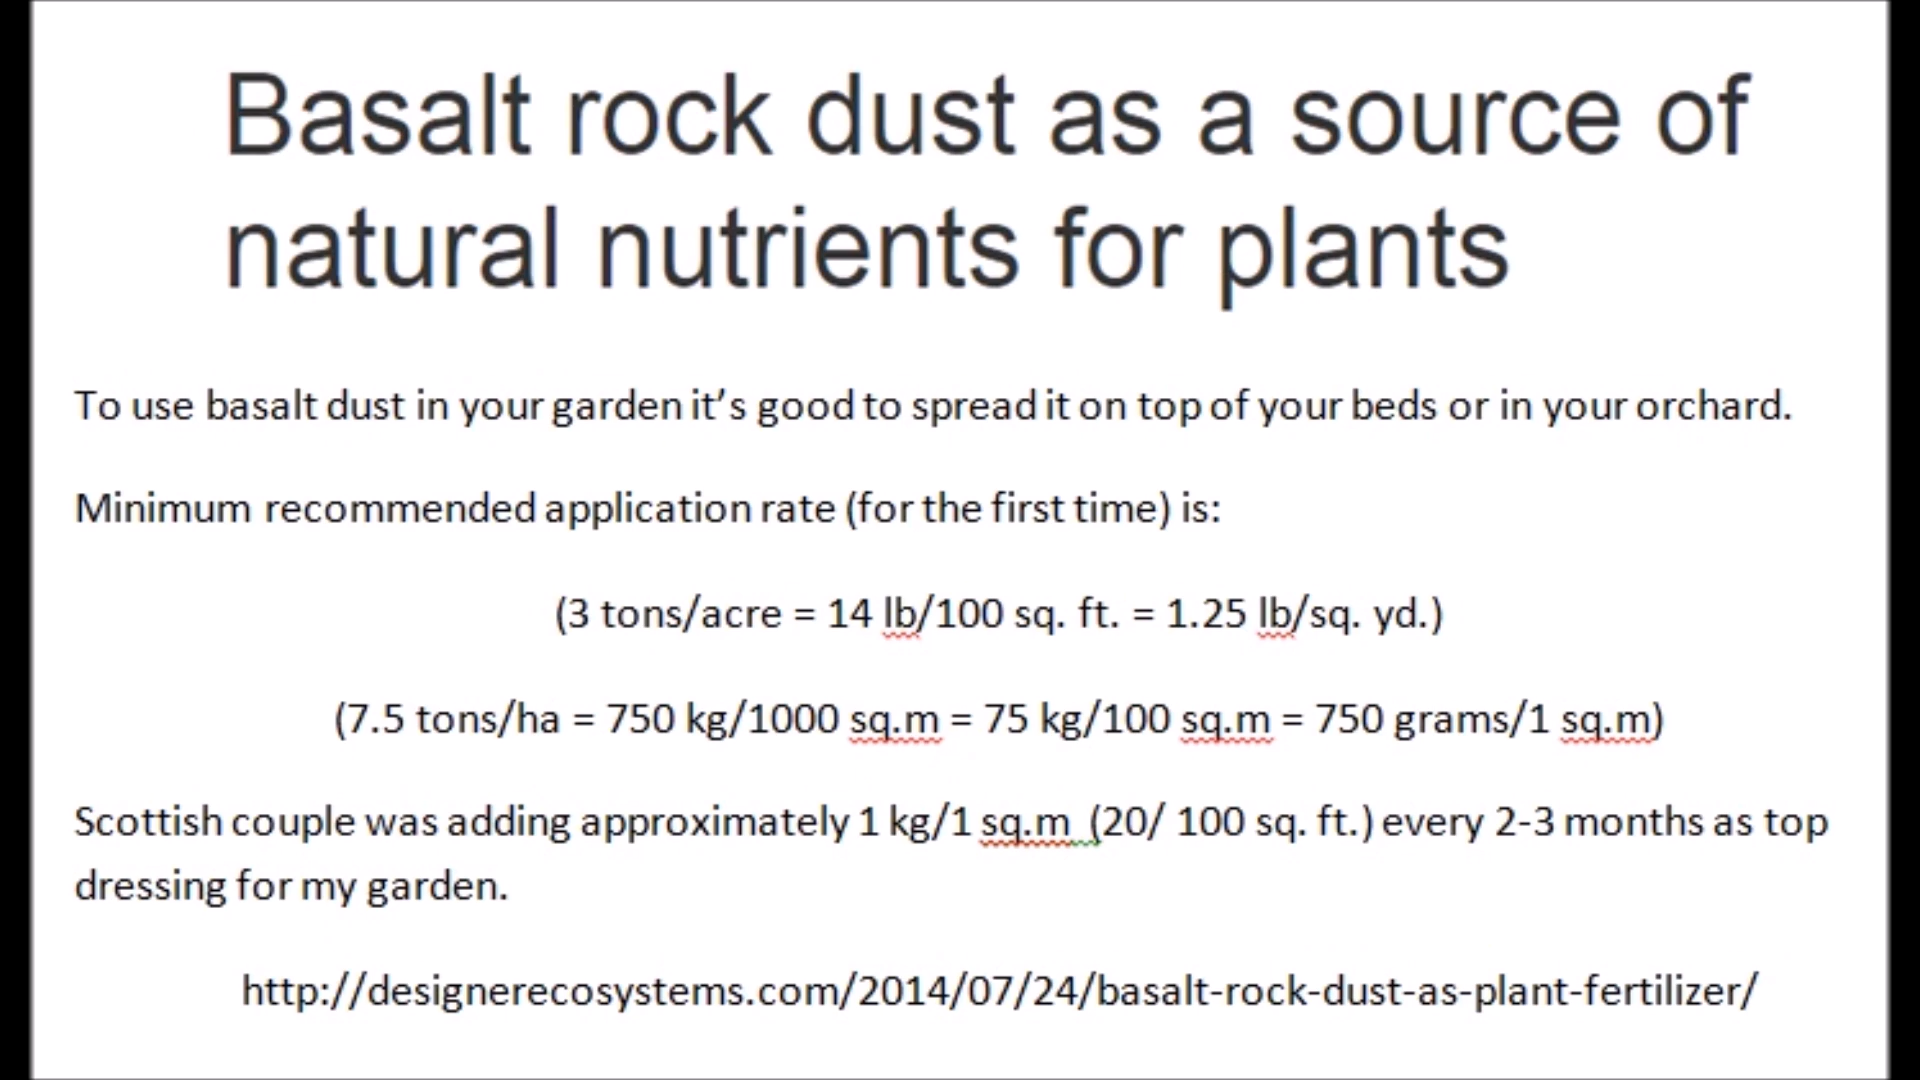 Basalt rock dust as a source of
natural nutrients for plants
To use basalt dust in your garden it’s good to spread it on top of your beds or in your orchard.
Minimum recommended application rate (for the first time) is:
(3 tons/acre = 14 lb/100 sq. ft. = 1.25 lb/sq. yd.)
(7.5 tons/ha = 750 kg/1000 sq.m = 75 kg/100 sq.m = 750 grams/1 sq.m)
Scottish couple was adding approximately 1 kg/1 sq.m (20/ 100 sq. ft.) every 2-3 months as top
dressing for my garden.
http://designerecosystems.com/2014/07/24/basalt-rock-dust-as-plant-fertilizer/